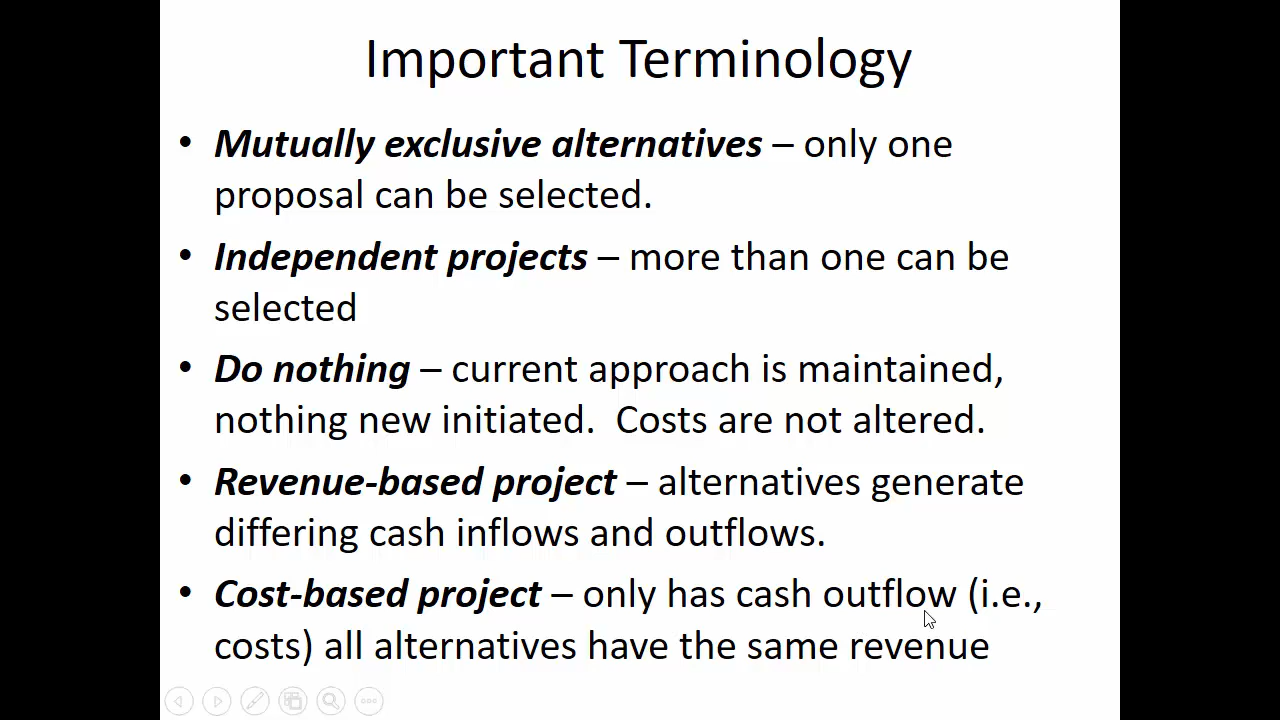 Important Terminology
• Mutually exclusive alternatives – only one
proposal can be selected.
• Independent projects – more than one can be
selected
• Do nothing – current approach is maintained,
nothing new initiated.  Costs are not altered.
• Revenue-based project – alternatives generate
differing cash inflows and outflows.
• Cost-based project – only has cash outflow (i.e.,
costs) all alternatives have the same revenue